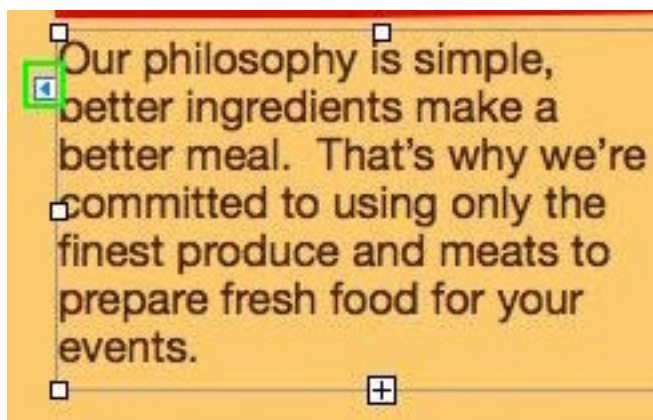 Our philosophy is simple,
better ingredients make a
better meal.  That's why we're
committed to using only the
finest produce and meats to
prepare fresh food for your
events.